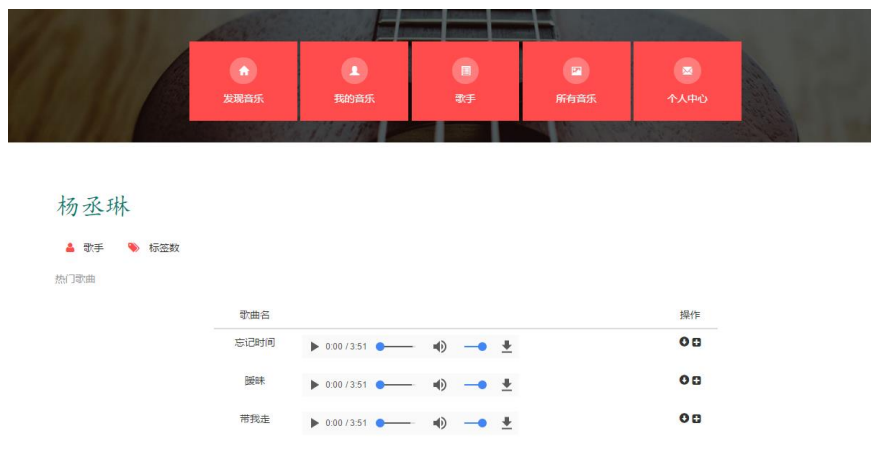 发现音乐 我的音乐 歌手 所有音乐 个人中心
杨丞琳
歌手 标签数
热门歌曲
歌曲名 操作
忘记时间 0:00 / 3:51
暧昧 0:00 / 3:51
带我走 0:00 / 3:51